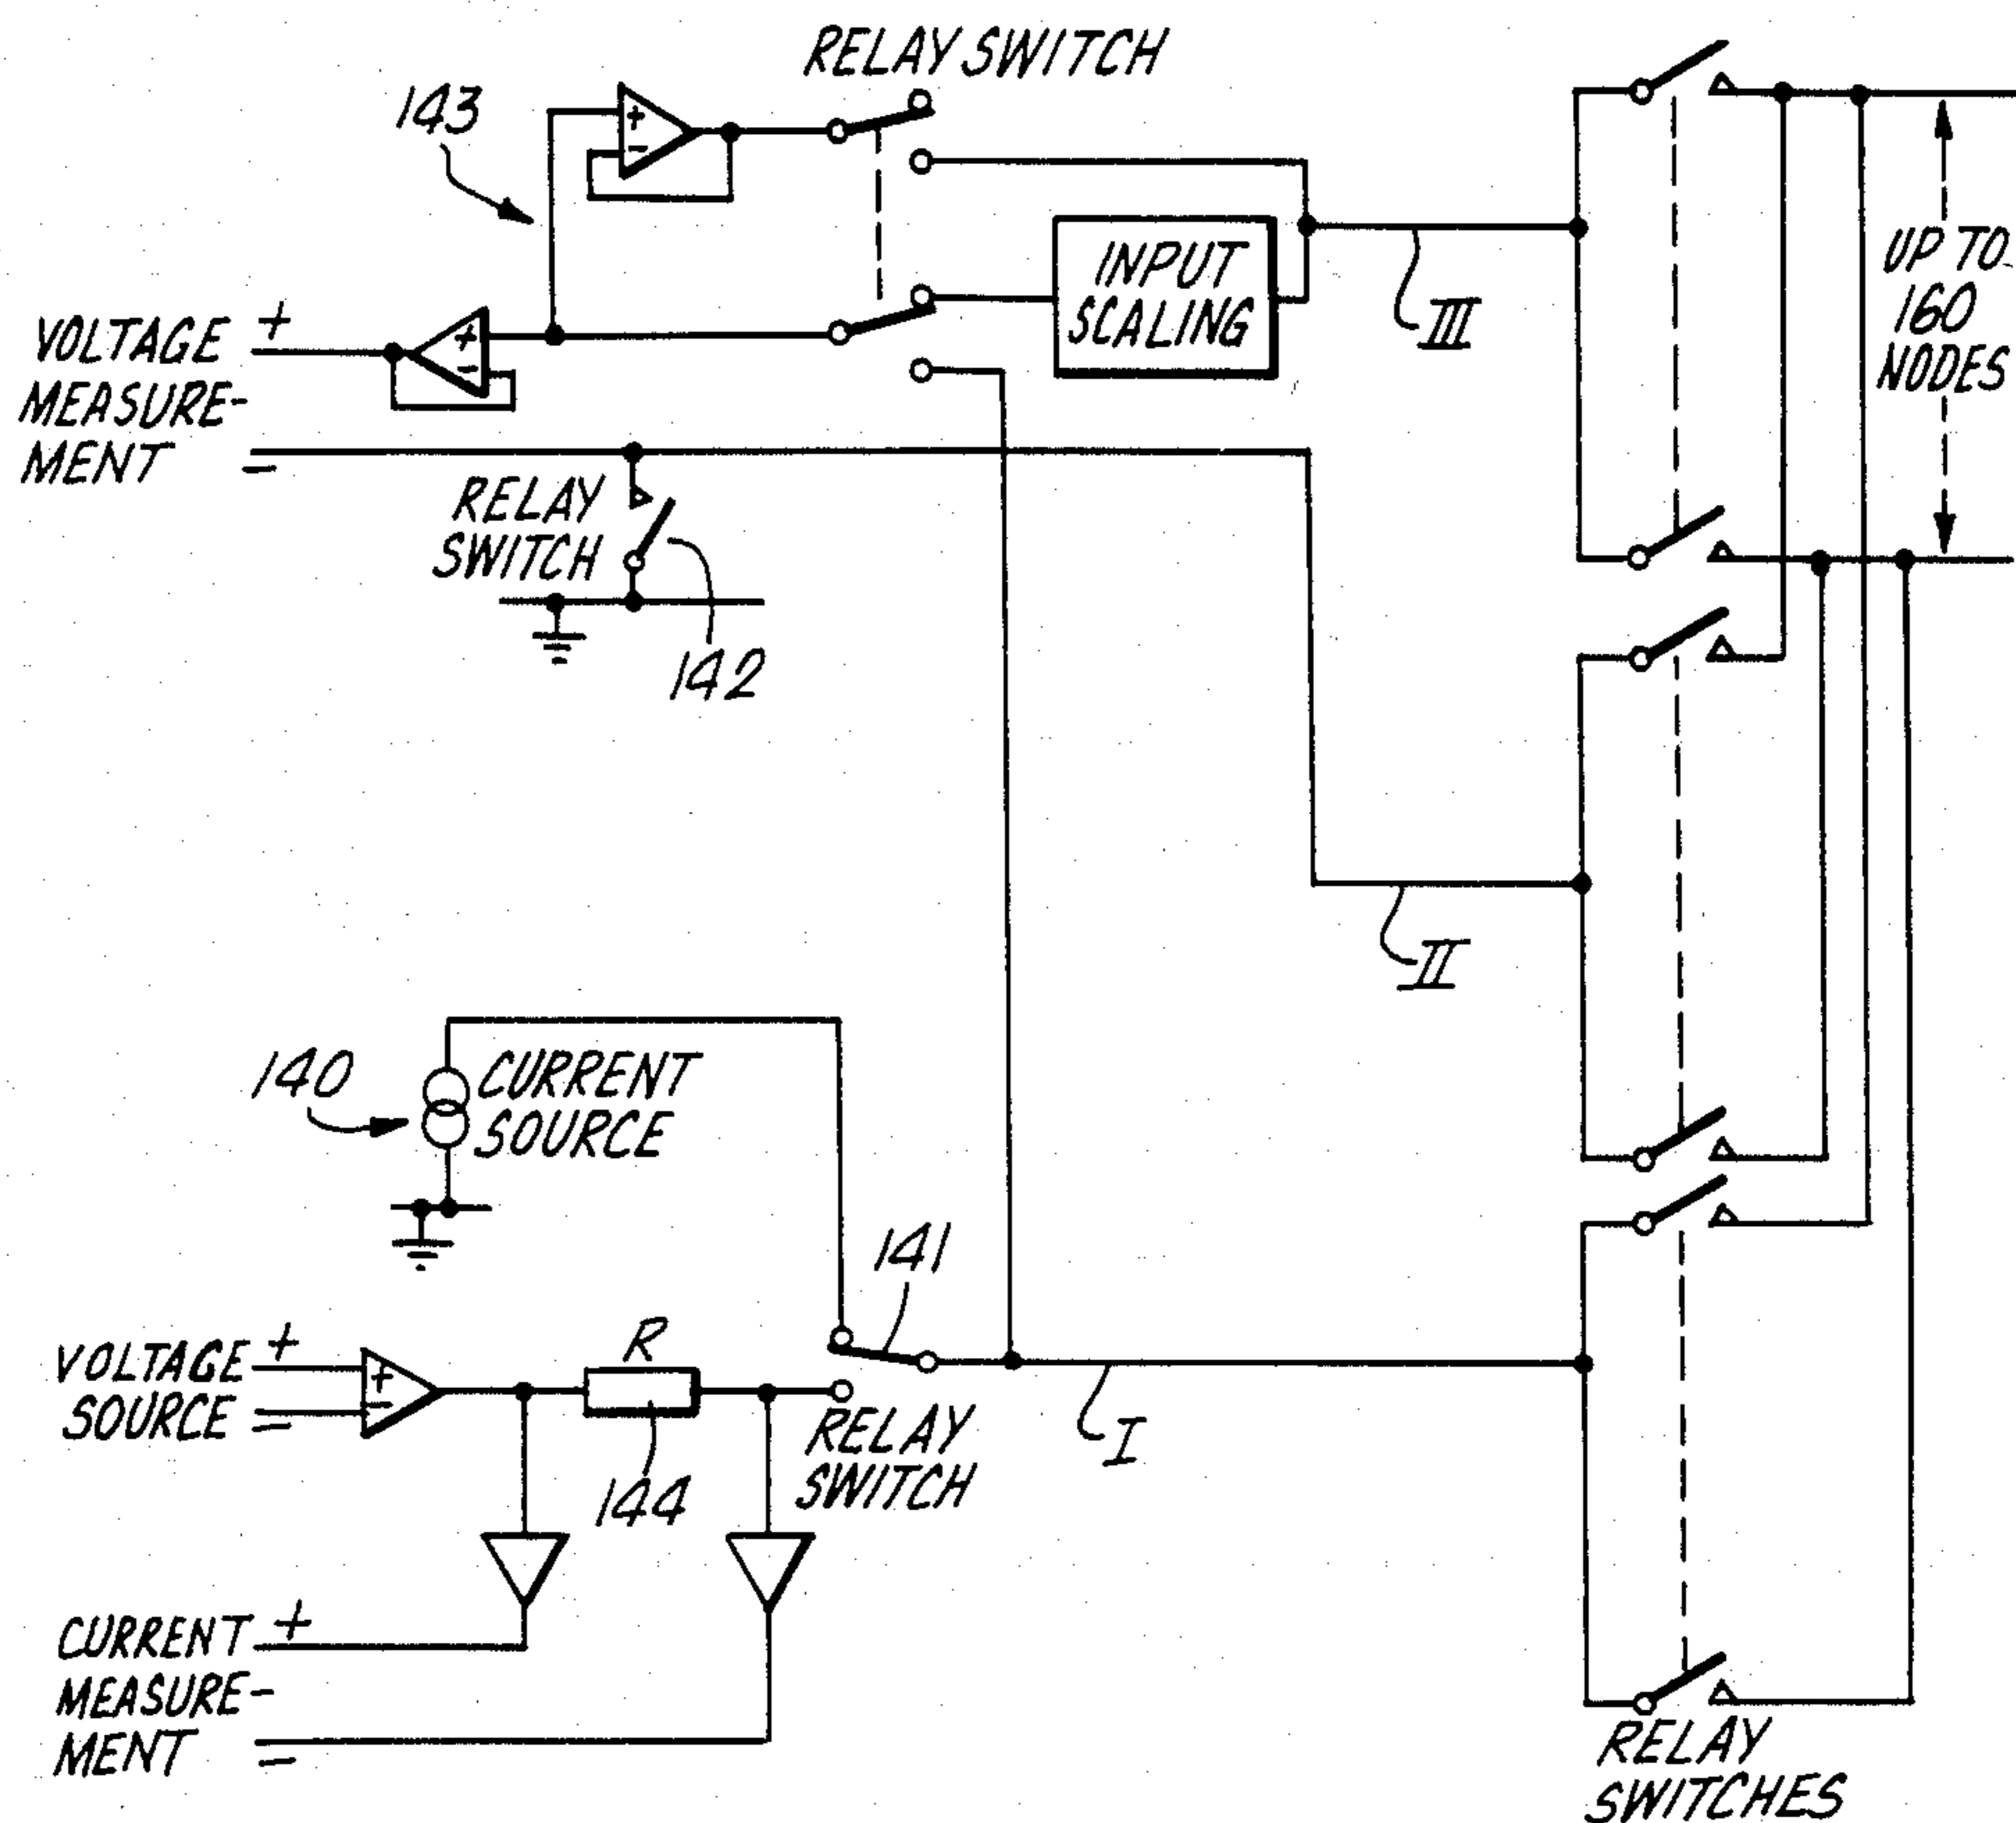 RELAY SWITCH
143
+
-
INPUT
SCALING
III
UP TO
160
NODES
VOLTAGE +
MEASURE-
MENT -
+
-
RELAY
SWITCH
142
II
140
CURRENT
SOURCE
141
VOLTAGE +
SOURCE -
+
-
R
144
RELAY
SWITCH
I
CURRENT +
MEASURE-
MENT -
RELAY
SWITCHES